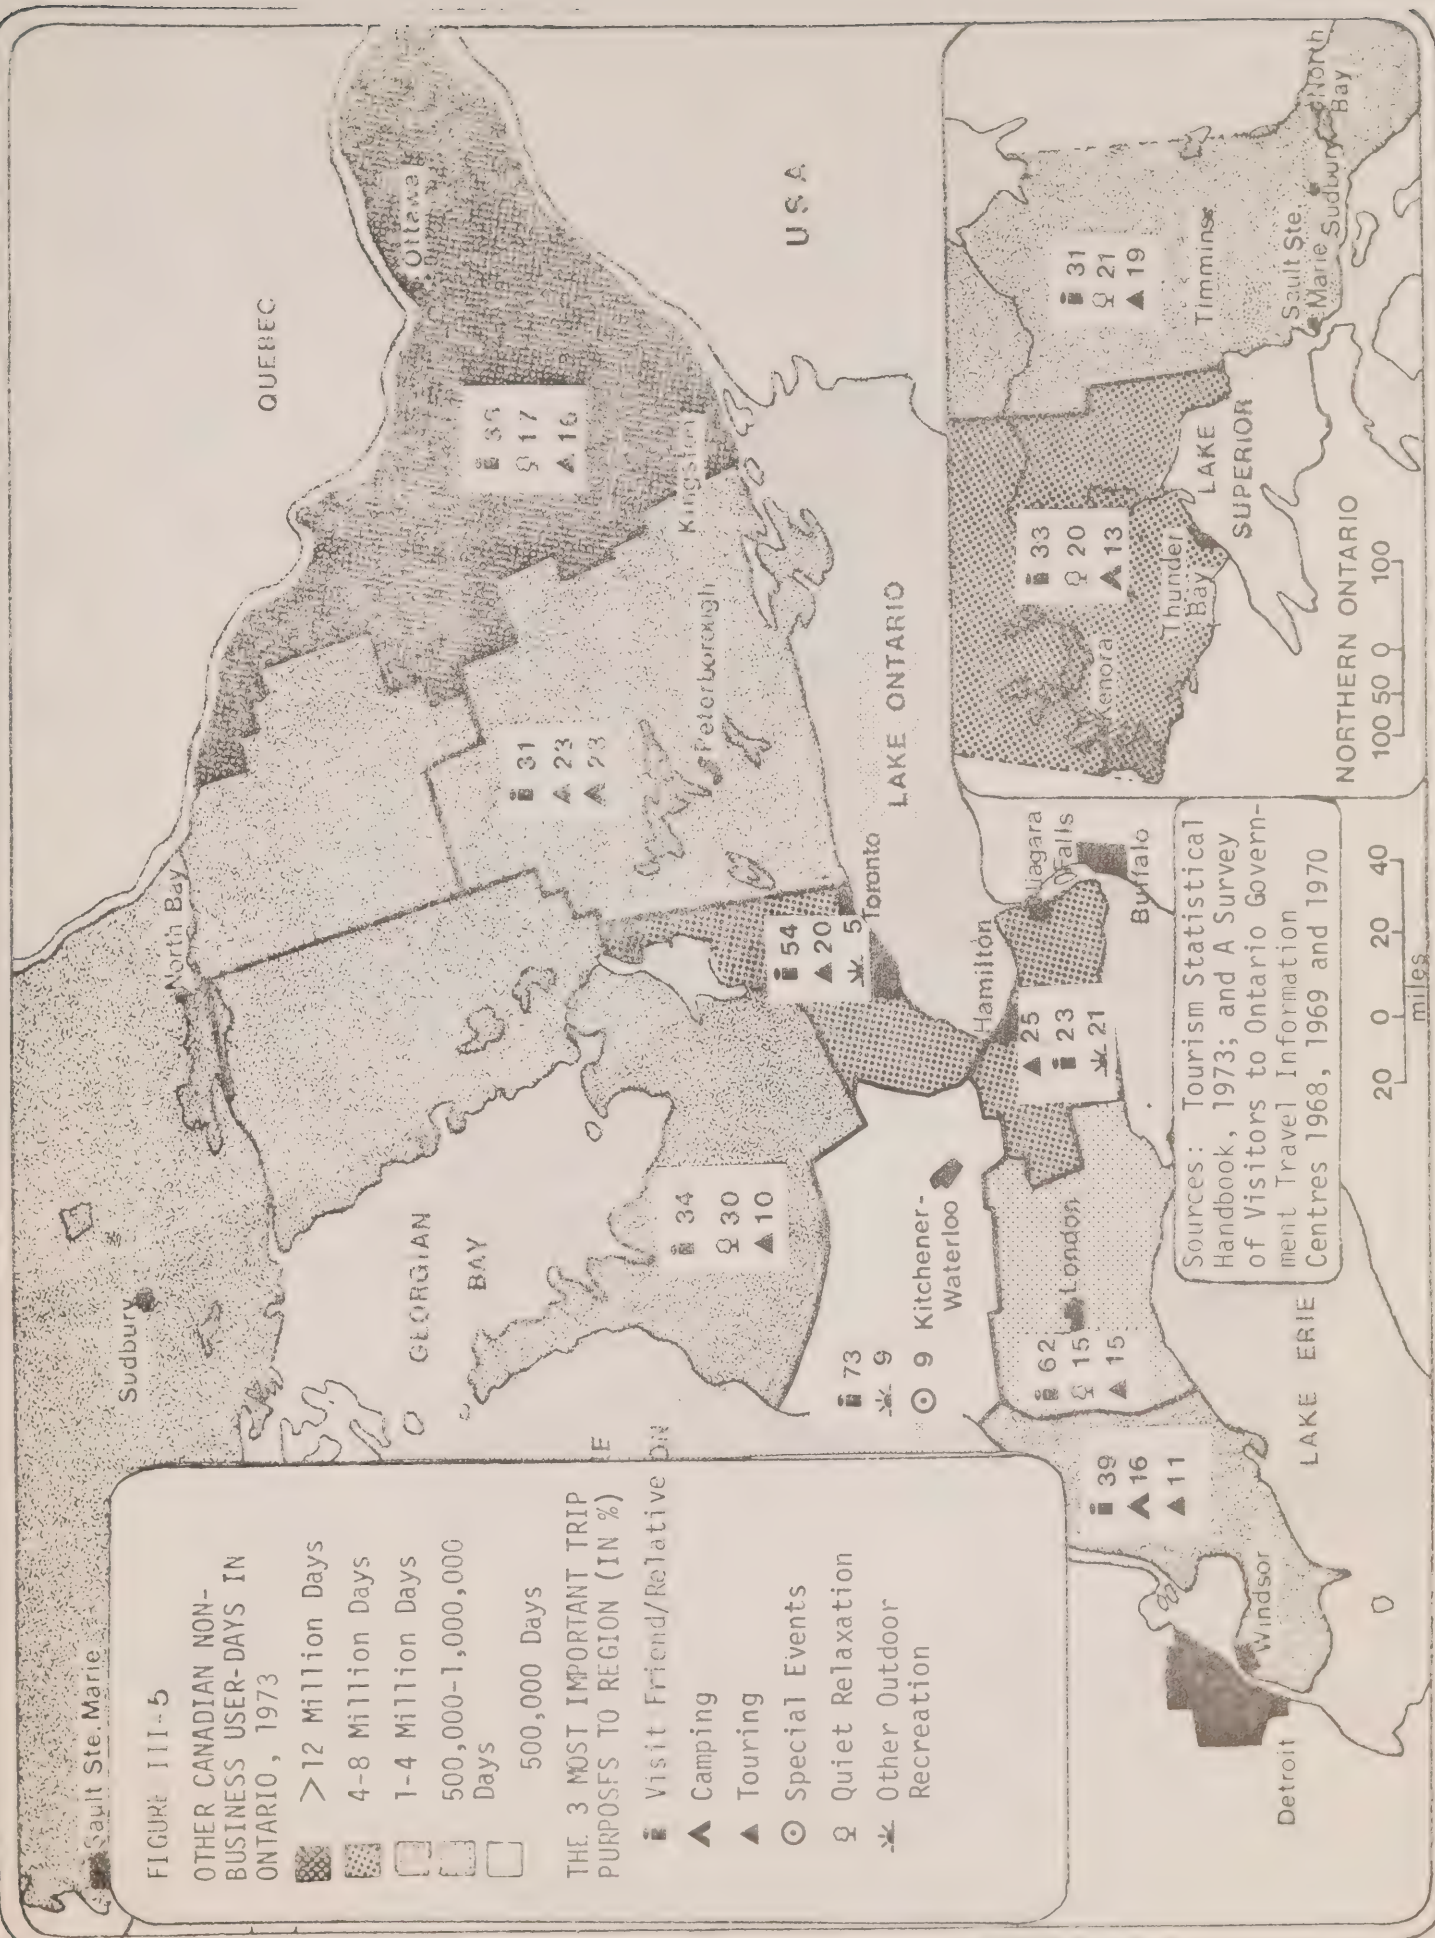 FIGURE III-5
OTHER CANADIAN NON-
BUSINESS USER-DAYS IN
ONTARIO, 1973
>12 Million Days
4-8 Million Days
1-4 Million Days
500,000-1,000,000
Days
500,000 Days
THE 3 MOST IMPORTANT TRIP
PURPOSES TO REGION (IN %)
Visit Friend/Relative
Camping
Touring
Special Events
Quiet Relaxation
Other Outdoor
Recreation
Sault Ste. Marie
Sudbury
North Bay
QUEBEC
Ottawa
GEORGIAN
BAY
34
30
10
31
23
23
17
16
Kingston
Peterborough
USA
LAKE ONTARIO
54
20
5
Toronto
73
9
9
Kitchener-
Waterloo
Hamilton
25
23
21
Niagara
Falls
Buffalo
London
62
15
15
39
16
11
Windsor
Detroit
LAKE ERIE
Sources: Tourism Statistical
Handbook, 1973; and A Survey
of Visitors to Ontario Govern-
ment Travel Information
Centres 1968, 1969 and 1970
20 0 20 40
miles
33
20
13
Kenora
Thunder
Bay
LAKE
SUPERIOR
31
21
19
Timmins
Sault Ste.
Marie
Sudbury
North
Bay
NORTHERN ONTARIO
100 50 0 100